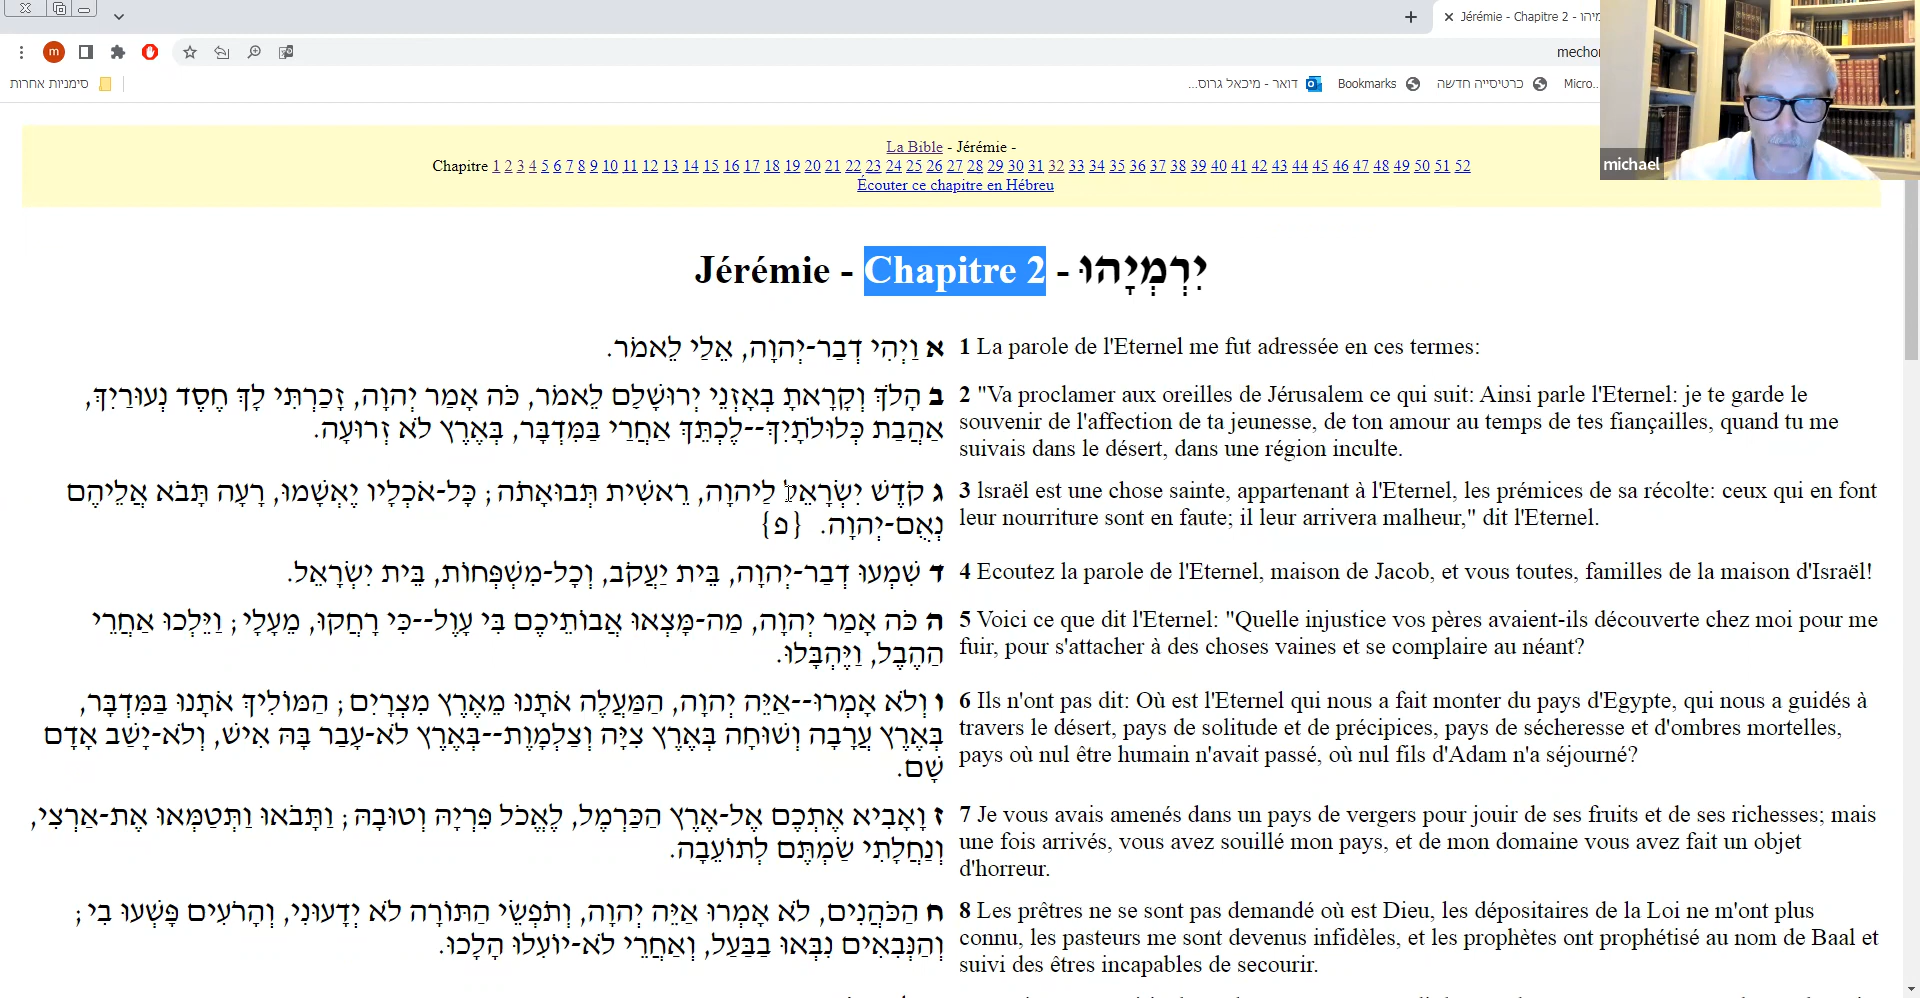 Jérémie - Chapitre 2 - יהו
m
mechon
סימניות אחרות
דואר - מיכאל גרוס...
Bookmarks
כרטיסייה חדשה
Micro..
michael
La Bible - Jérémie -
Chapitre 1 2 3 4 5 6 7 8 9 10 11 12 13 14 15 16 17 18 19 20 21 22 23 24 25 26 27 28 29 30 31 32 33 34 35 36 37 38 39 40 41 42 43 44 45 46 47 48 49 50 51 52
Écouter ce chapitre en Hébreu
Jérémie - Chapitre 2 - יִרְמְיָהוּ
א וַיְהִי דְבַר-יְהוָה, אֵלַי לֵאמֹר.
1 La parole de l'Eternel me fut adressée en ces termes:
ב הָלֹךְ וְקָרָאתָ בְאָזְנֵי יְרוּשָׁלִַם לֵאמֹר, כֹּה אָמַר יְהוָה, זָכַרְתִּי לָךְ חֶסֶד נְעוּרַיִךְ,
אַהֲבַת כְּלוּלֹתָיִךְ--לֶכְתֵּךְ אַחֲרַי בַּמִּדְבָּר, בְּאֶרֶץ לֹא זְרוּעָה.
2 "Va proclamer aux oreilles de Jérusalem ce qui suit: Ainsi parle l'Eternel: je te garde le
souvenir de l'affection de ta jeunesse, de ton amour au temps de tes fiançailles, quand tu me
suivais dans le désert, dans une région inculte.
ג קֹדֶשׁ יִשְׂרָאֵל לַיהוָה, רֵאשִׁית תְּבוּאָתֹה; כָּל-אֹכְלָיו יֶאְשָׁמוּ, רָעָה תָּבֹא אֲלֵיהֶם
נְאֻם-יְהוָה. {פ}
3 Israël est une chose sainte, appartenant à l'Eternel, les prémices de sa récolte: ceux qui en font
leur nourriture sont en faute; il leur arrivera malheur," dit l'Eternel.
ד שִׁמְעוּ דְבַר-יְהוָה, בֵּית יַעֲקֹב, וְכָל-מִשְׁפְּחוֹת, בֵּית יִשְׂרָאֵל.
4 Ecoutez la parole de l'Eternel, maison de Jacob, et vous toutes, familles de la maison d'Israël!
ה כֹּה אָמַר יְהוָה, מַה-מָּצְאוּ אֲבוֹתֵיכֶם בִּי עָוֶל--כִּי רָחֲקוּ, מֵעָלָי; וַיֵּלְכוּ אַחֲרֵי
הַהֶבֶל, וַיֶּהְבָּלוּ.
5 Voici ce que dit l'Eternel: "Quelle injustice vos pères avaient-ils découverte chez moi pour me
fuir, pour s'attacher à des choses vaines et se complaire au néant?
ו וְלֹא אָמְרוּ--אַיֵּה יְהוָה, הַמַּעֲלֶה אֹתָנוּ מֵאֶרֶץ מִצְרָיִם; הַמּוֹלִיךְ אֹתָנוּ בַּמִּדְבָּר,
בְּאֶרֶץ עֲרָבָה וְשׁוּחָה בְּאֶרֶץ צִיָּה וְצַלְמָוֶת--בְּאֶרֶץ לֹא-עָבַר בָּהּ אִישׁ, וְלֹא-יָשַׁב אָדָם
שָׁם.
6 Ils n'ont pas dit: Où est l'Eternel qui nous a fait monter du pays d'Egypte, qui nous a guidés à
travers le désert, pays de solitude et de précipices, pays de sécheresse et d'ombres mortelles,
pays où nul être humain n'avait passé, où nul fils d'Adam n'a séjourné?
ז וָאָבִיא אֶתְכֶם אֶל-אֶרֶץ הַכַּרְמֶל, לֶאֱכֹל פִּרְיָהּ וְטוּבָהּ; וַתָּבֹאוּ וַתְּטַמְּאוּ אֶת-אַרְצִי,
וְנַחֲלָתִי שַׂמְתֶּם לְתוֹעֵבָה.
7 Je vous avais amenés dans un pays de vergers pour jouir de ses fruits et de ses richesses; mais
une fois arrivés, vous avez souillé mon pays, et de mon domaine vous avez fait un objet
d'horreur.
ח הַכֹּהֲנִים, לֹא אָמְרוּ אַיֵּה יְהוָה, וְתֹפְשֵׂי הַתּוֹרָה לֹא יְדָעוּנִי, וְהָרֹעִים פָּשְׁעוּ בִי;
וְהַנְּבִאִים נִבְּאוּ בַבַּעַל, וְאַחֲרֵי לֹא-יוֹעִלוּ הָלָכוּ.
8 Les prêtres ne se sont pas demandé où est Dieu, les dépositaires de la Loi ne m'ont plus
connu, les pasteurs me sont devenus infidèles, et les prophètes ont prophétisé au nom de Baal et
suivi des êtres incapables de secourir.